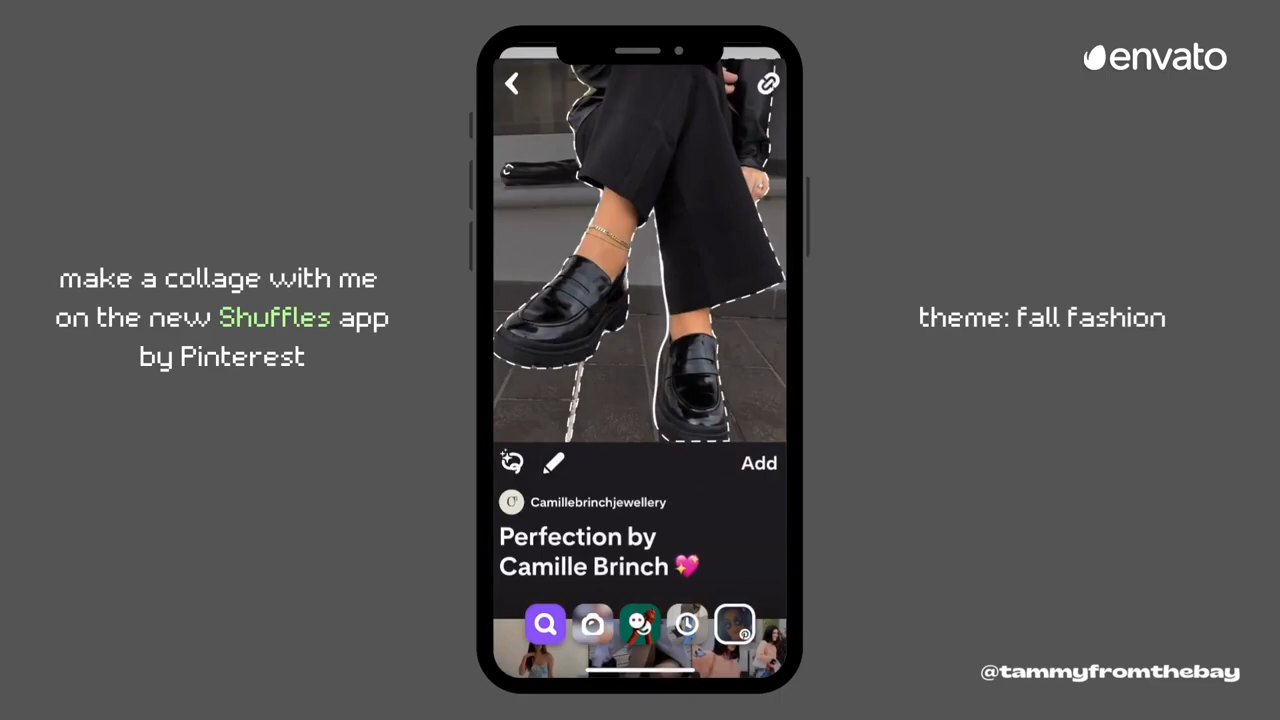 envato
make a collage with me
on the new Shuffles app
by Pinterest
theme: fall fashion
Add
Camillebrinchjewellery
Perfection by
Camille Brinch 💖
@tammyfromthebay